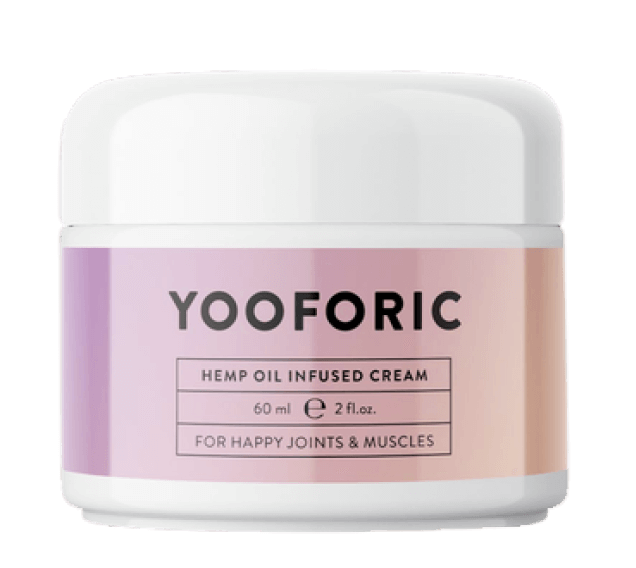 YOOFORIC
HEMP OIL INFUSED CREAM
60 ml ℮ 2 fl.oz.
FOR HAPPY JOINTS & MUSCLES